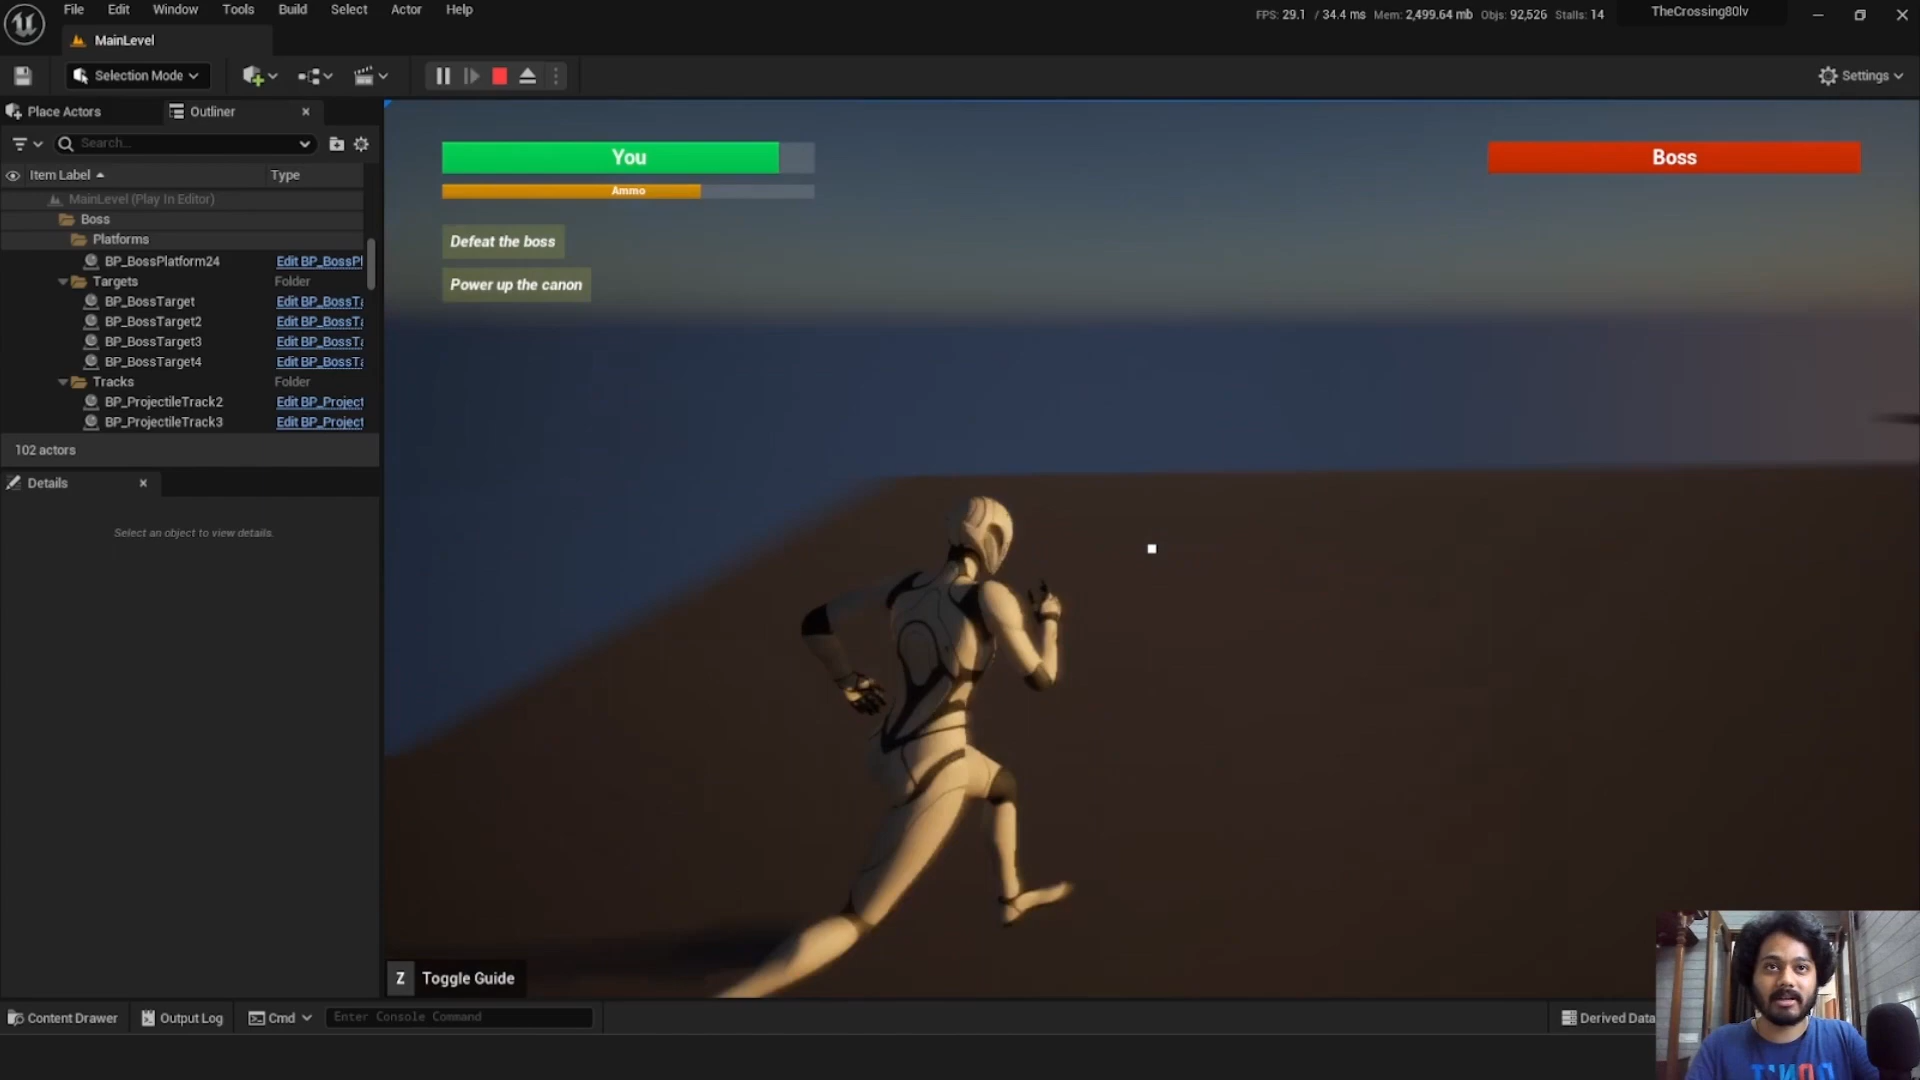 File Edit Window Tools Build Select Actor Help
FPS: 29.1 / 34.4 ms Mem: 2,499.64 mb Objs: 92,526 Stalls: 14
TheCrossing80lv
MainLevel
Selection Mode
Settings
Place Actors
Outliner
Search...
Item Label Type
MainLevel (Play In Editor)
Boss
Platforms
BP_BossPlatform24 Edit BP_BossPl
Targets Folder
BP_BossTarget Edit BP_BossTa
BP_BossTarget2 Edit BP_BossTa
BP_BossTarget3 Edit BP_BossTa
BP_BossTarget4 Edit BP_BossTa
Tracks Folder
BP_ProjectileTrack2 Edit BP_Project
BP_ProjectileTrack3 Edit BP_Project
102 actors
Details
Select an object to view details.
You
Ammo
Defeat the boss
Power up the canon
Boss
Z Toggle Guide
Content Drawer
Output Log
Cmd
Enter Console Command
Derived Data